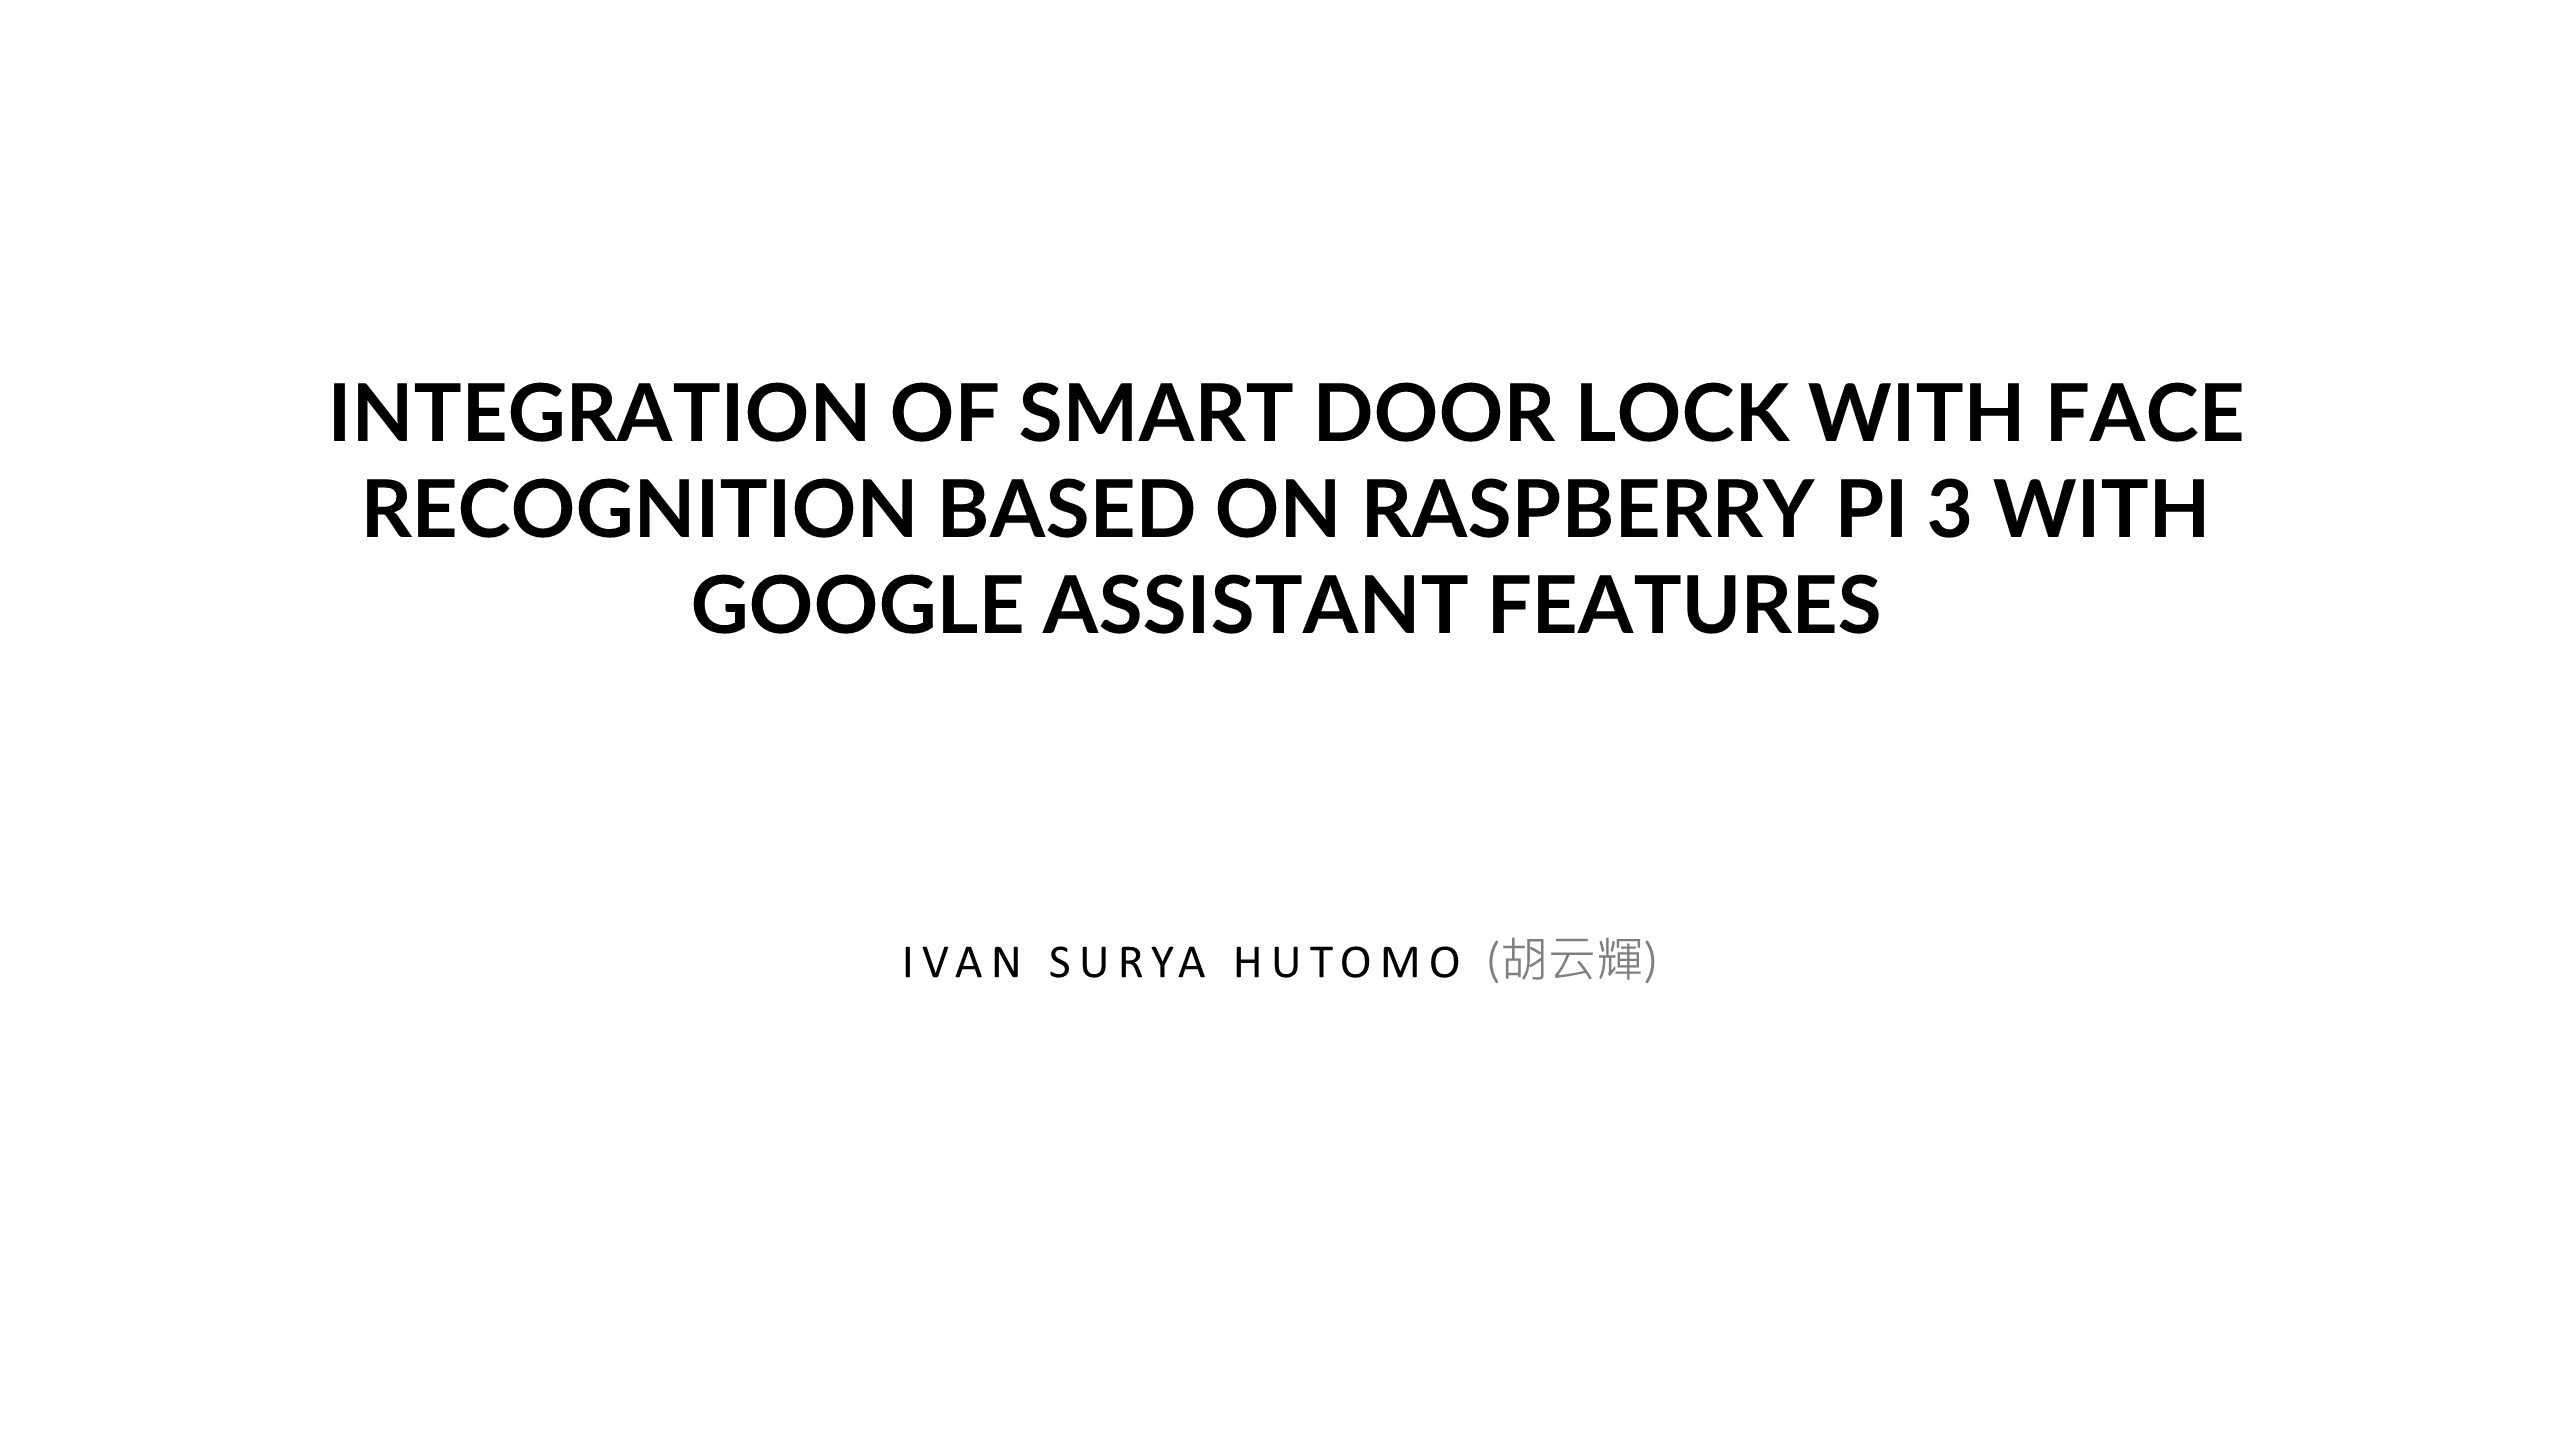 INTEGRATION OF SMART DOOR LOCK WITH FACE
RECOGNITION BASED ON RASPBERRY PI 3 WITH
GOOGLE ASSISTANT FEATURES
IVAN SURYA HUTOMO (胡云輝)